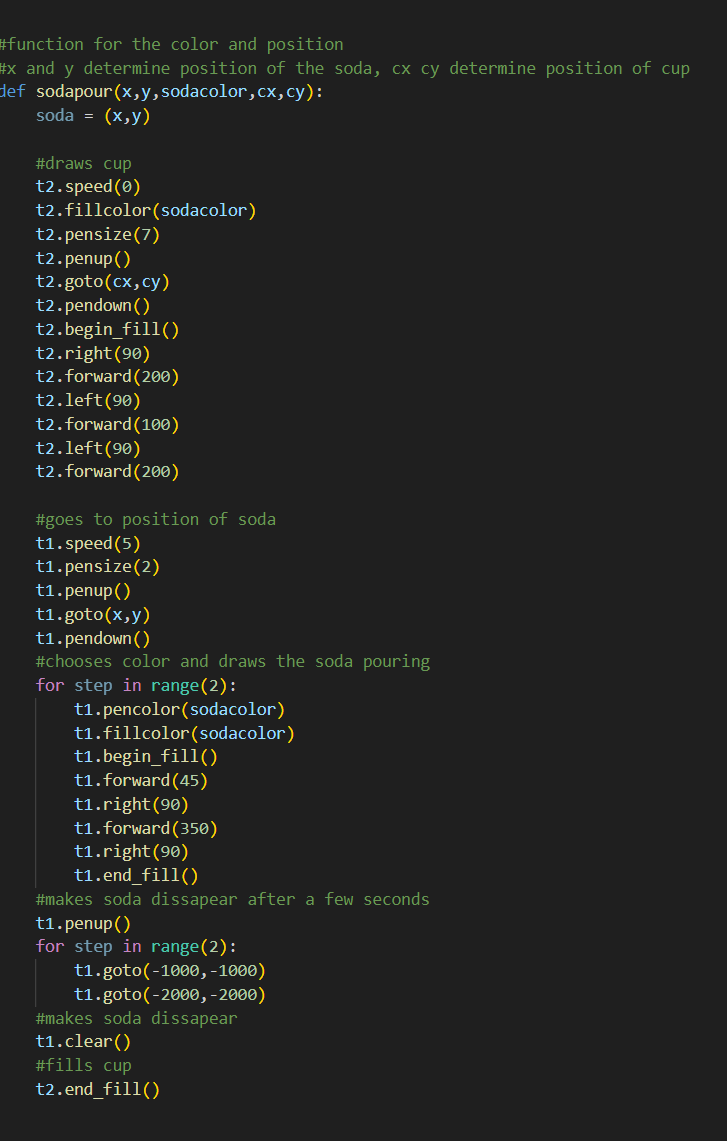 #function for the color and position
#x and y determine position of the soda, cx cy determine position of cup
def sodapour(x,y,sodacolor,cx,cy):
    soda = (x,y)

    #draws cup
    t2.speed(0)
    t2.fillcolor(sodacolor)
    t2.pensize(7)
    t2.penup()
    t2.goto(cx,cy)
    t2.pendown()
    t2.begin_fill()
    t2.right(90)
    t2.forward(200)
    t2.left(90)
    t2.forward(100)
    t2.left(90)
    t2.forward(200)

    #goes to position of soda
    t1.speed(5)
    t1.pensize(2)
    t1.penup()
    t1.goto(x,y)
    t1.pendown()
    #chooses color and draws the soda pouring
    for step in range(2):
        t1.pencolor(sodacolor)
        t1.fillcolor(sodacolor)
        t1.begin_fill()
        t1.forward(45)
        t1.right(90)
        t1.forward(350)
        t1.right(90)
        t1.end_fill()
    #makes soda dissapear after a few seconds
    t1.penup()
    for step in range(2):
        t1.goto(-1000,-1000)
        t1.goto(-2000,-2000)
    #makes soda dissapear
    t1.clear()
    #fills cup
    t2.end_fill()